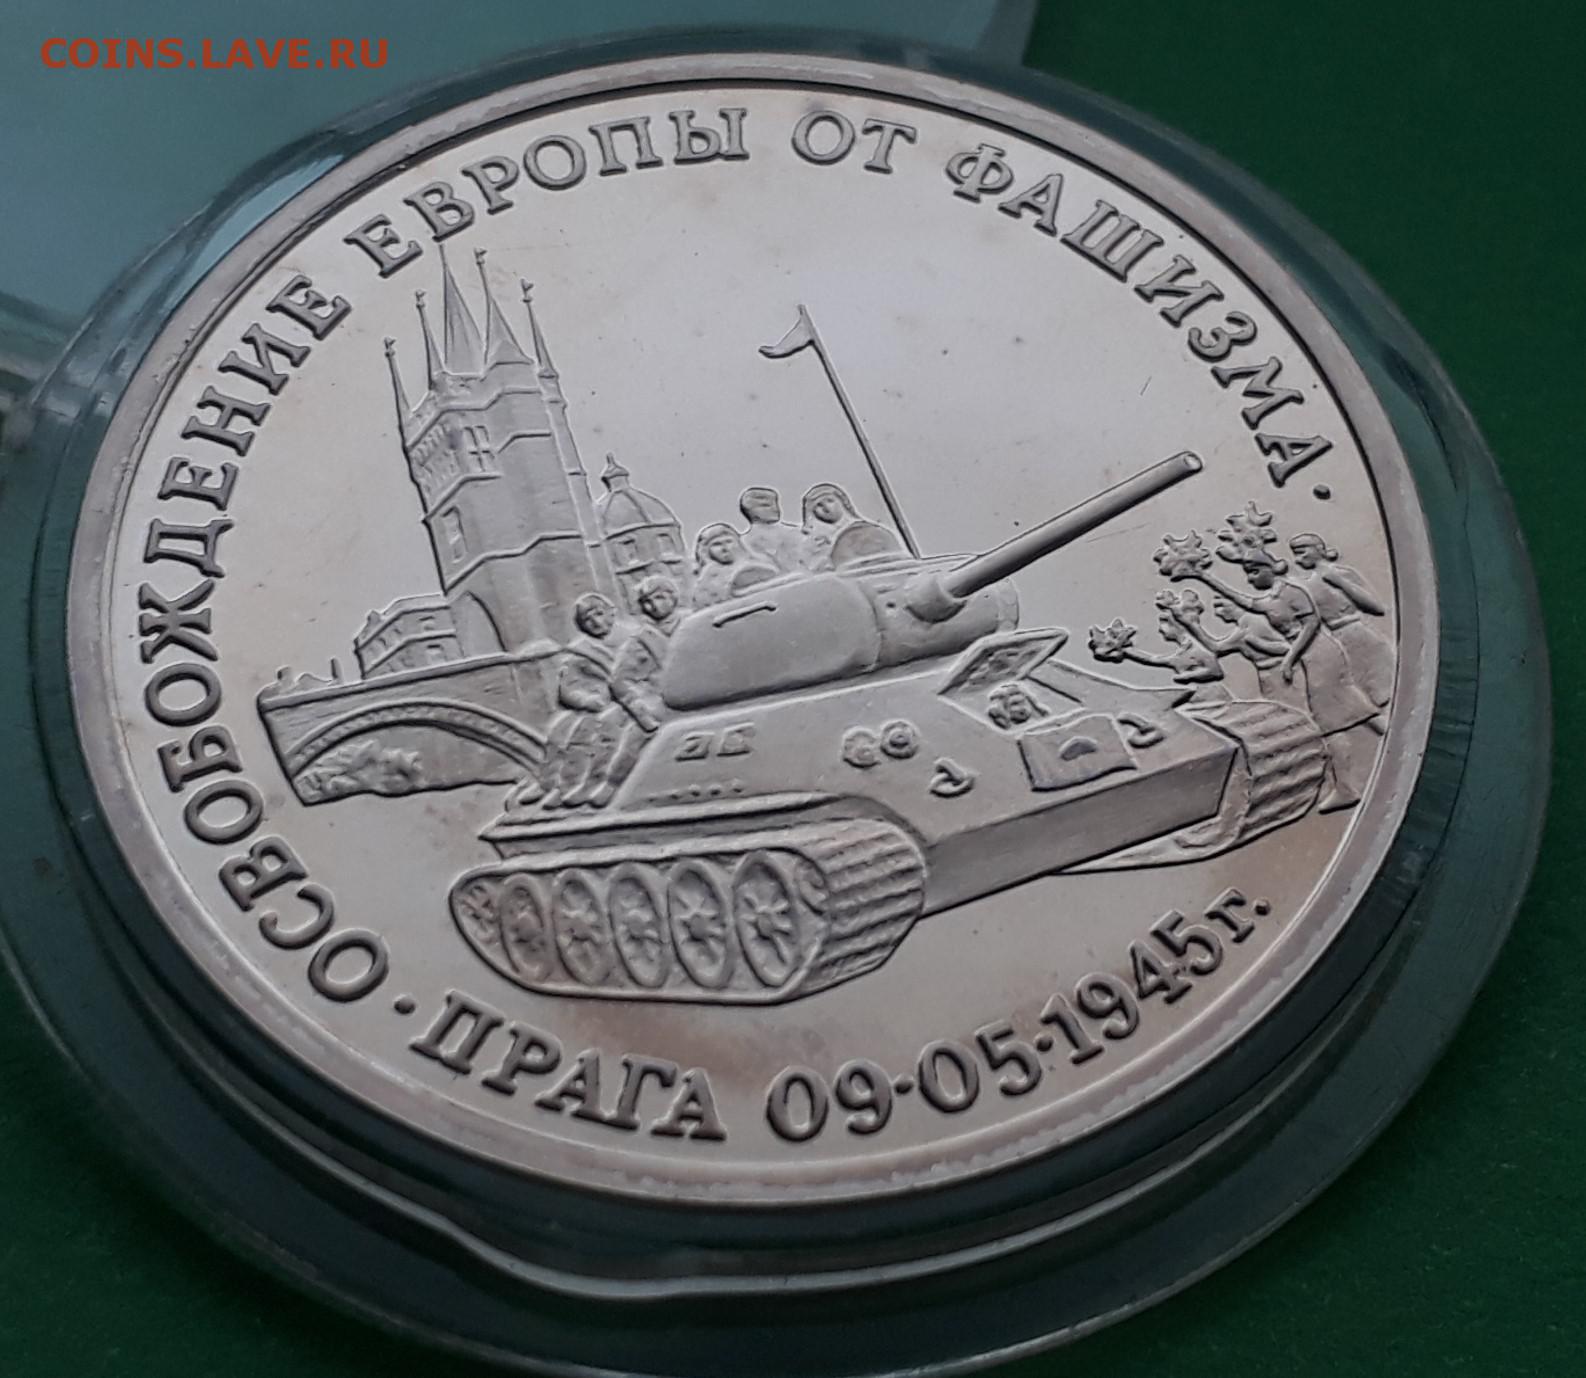 COINS.LAVE.RU
ОСВОБОЖДЕНИЕ ЕВРОПЫ ОТ ФАШИЗМА.
• ПРАГА 09•05•1945г.